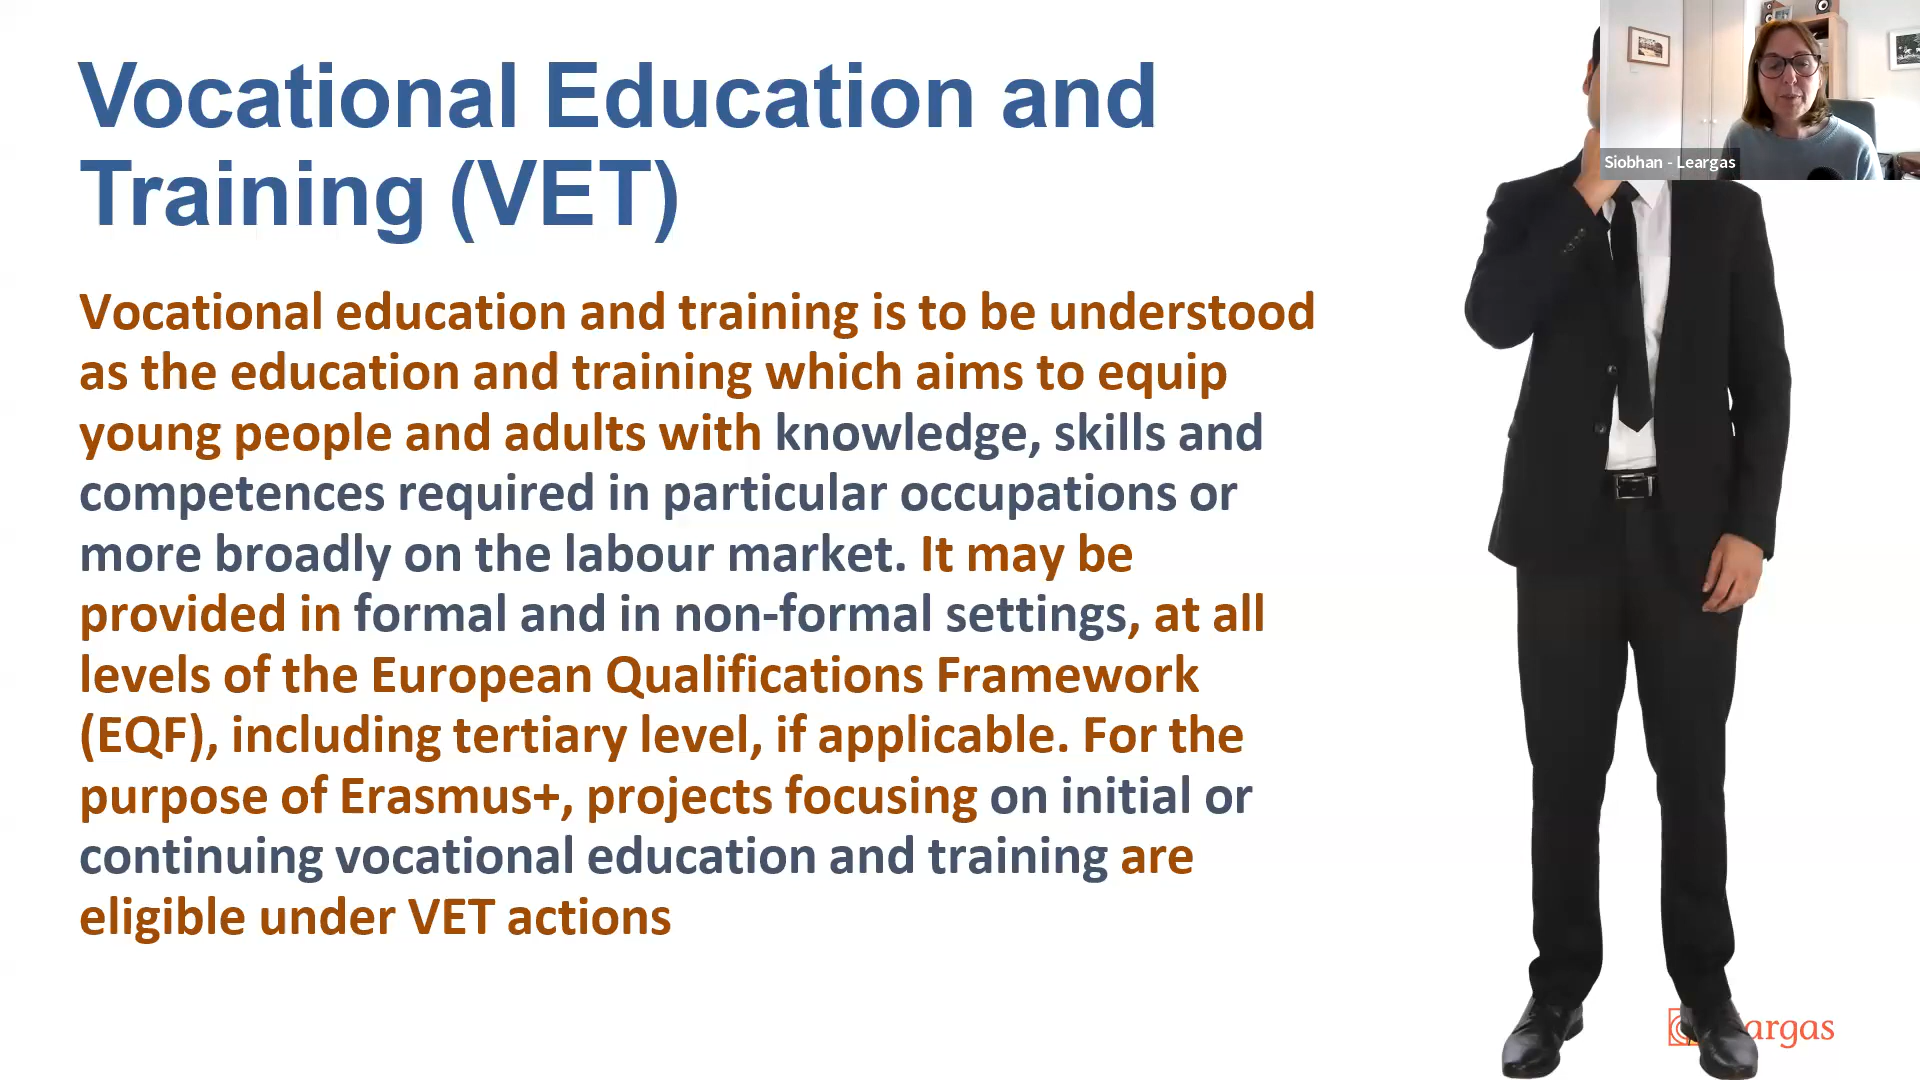 Vocational Education and
Training (VET)
Siobhan - Leargas
Vocational education and training is to be understood
as the education and training which aims to equip
young people and adults with knowledge, skills and
competences required in particular occupations or
more broadly on the labour market. It may be
provided in formal and in non-formal settings, at all
levels of the European Qualifications Framework
(EQF), including tertiary level, if applicable. For the
purpose of Erasmus+, projects focusing on initial or
continuing vocational education and training are
eligible under VET actions